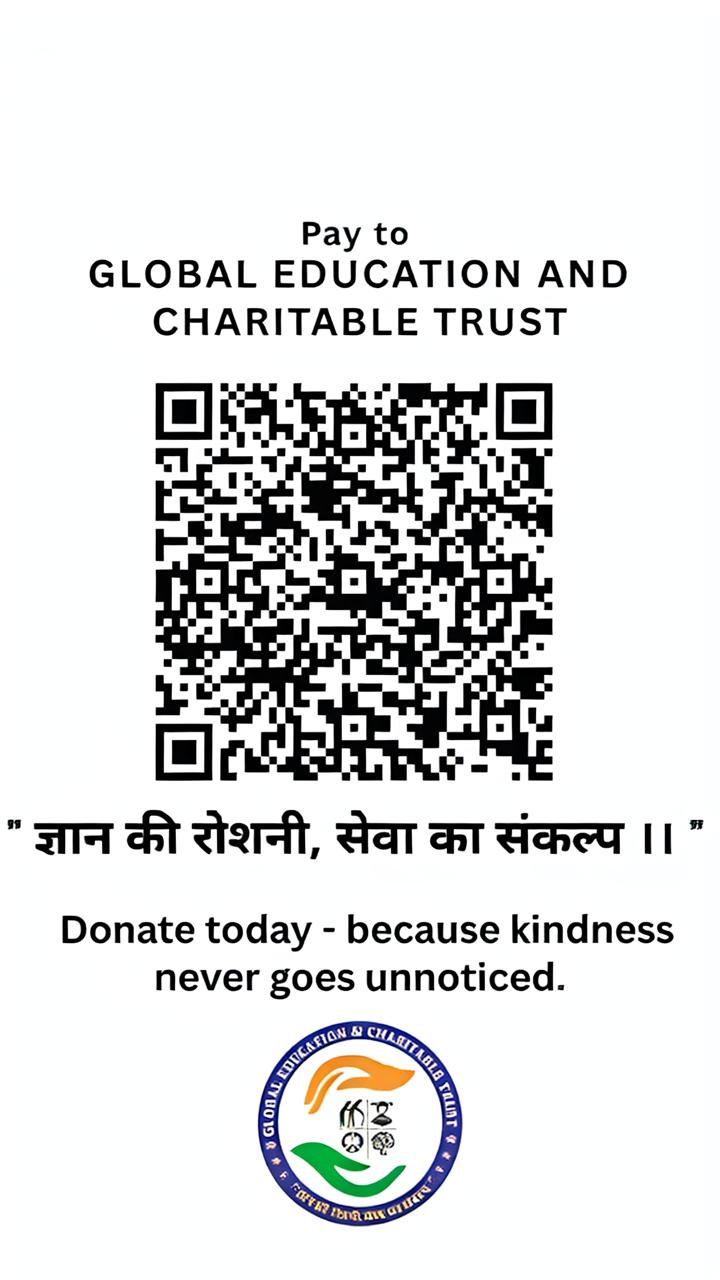 Pay to
GLOBAL EDUCATION AND
CHARITABLE TRUST
" ज्ञान की रोशनी, सेवा का संकल्प ।। "
Donate today - because kindness
never goes unnoticed.
GLOBAL EDUCATION & CHARITABLE TRUST